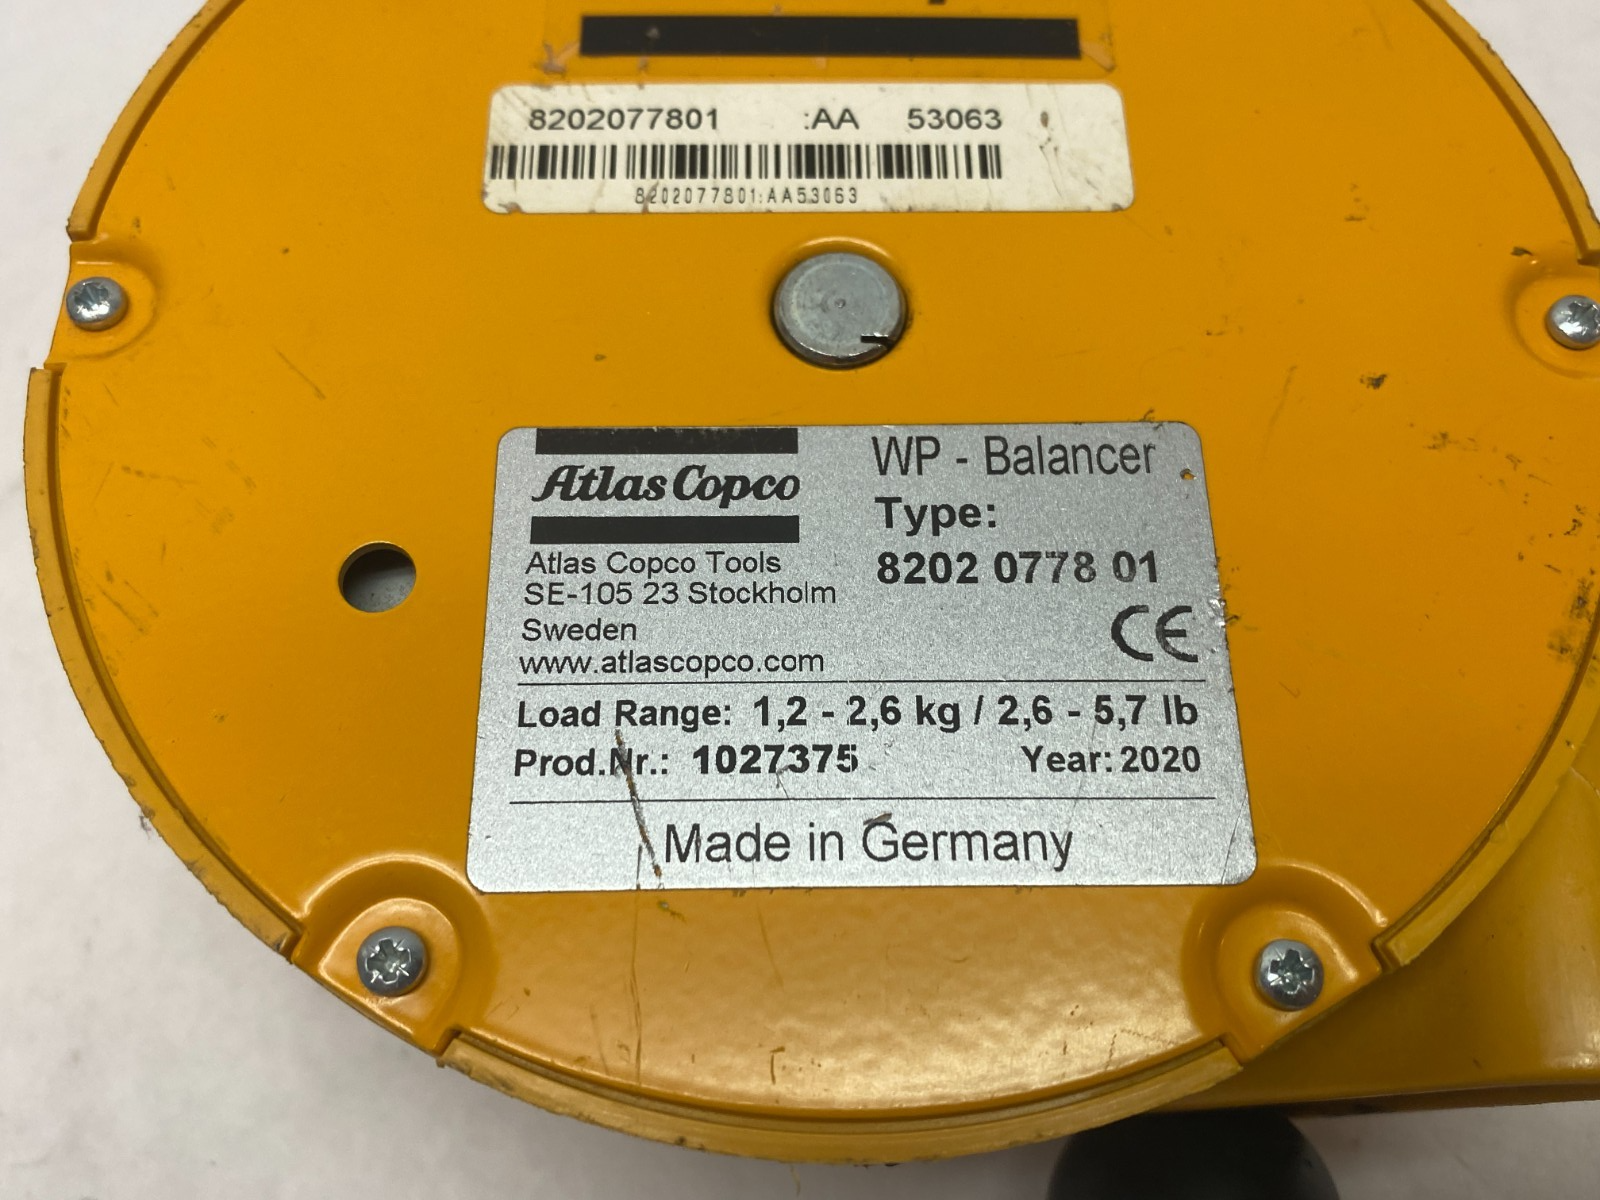 8202077801 :AA 53063
8202077801:AA53063
Atlas Copco
WP - Balancer
Type:
8202 0778 01
Atlas Copco Tools
SE-105 23 Stockholm
Sweden
www.atlascopco.com
CE
Load Range: 1,2 - 2,6 kg / 2,6 - 5,7 lb
Prod.Nr.: 1027375 Year: 2020
Made in Germany